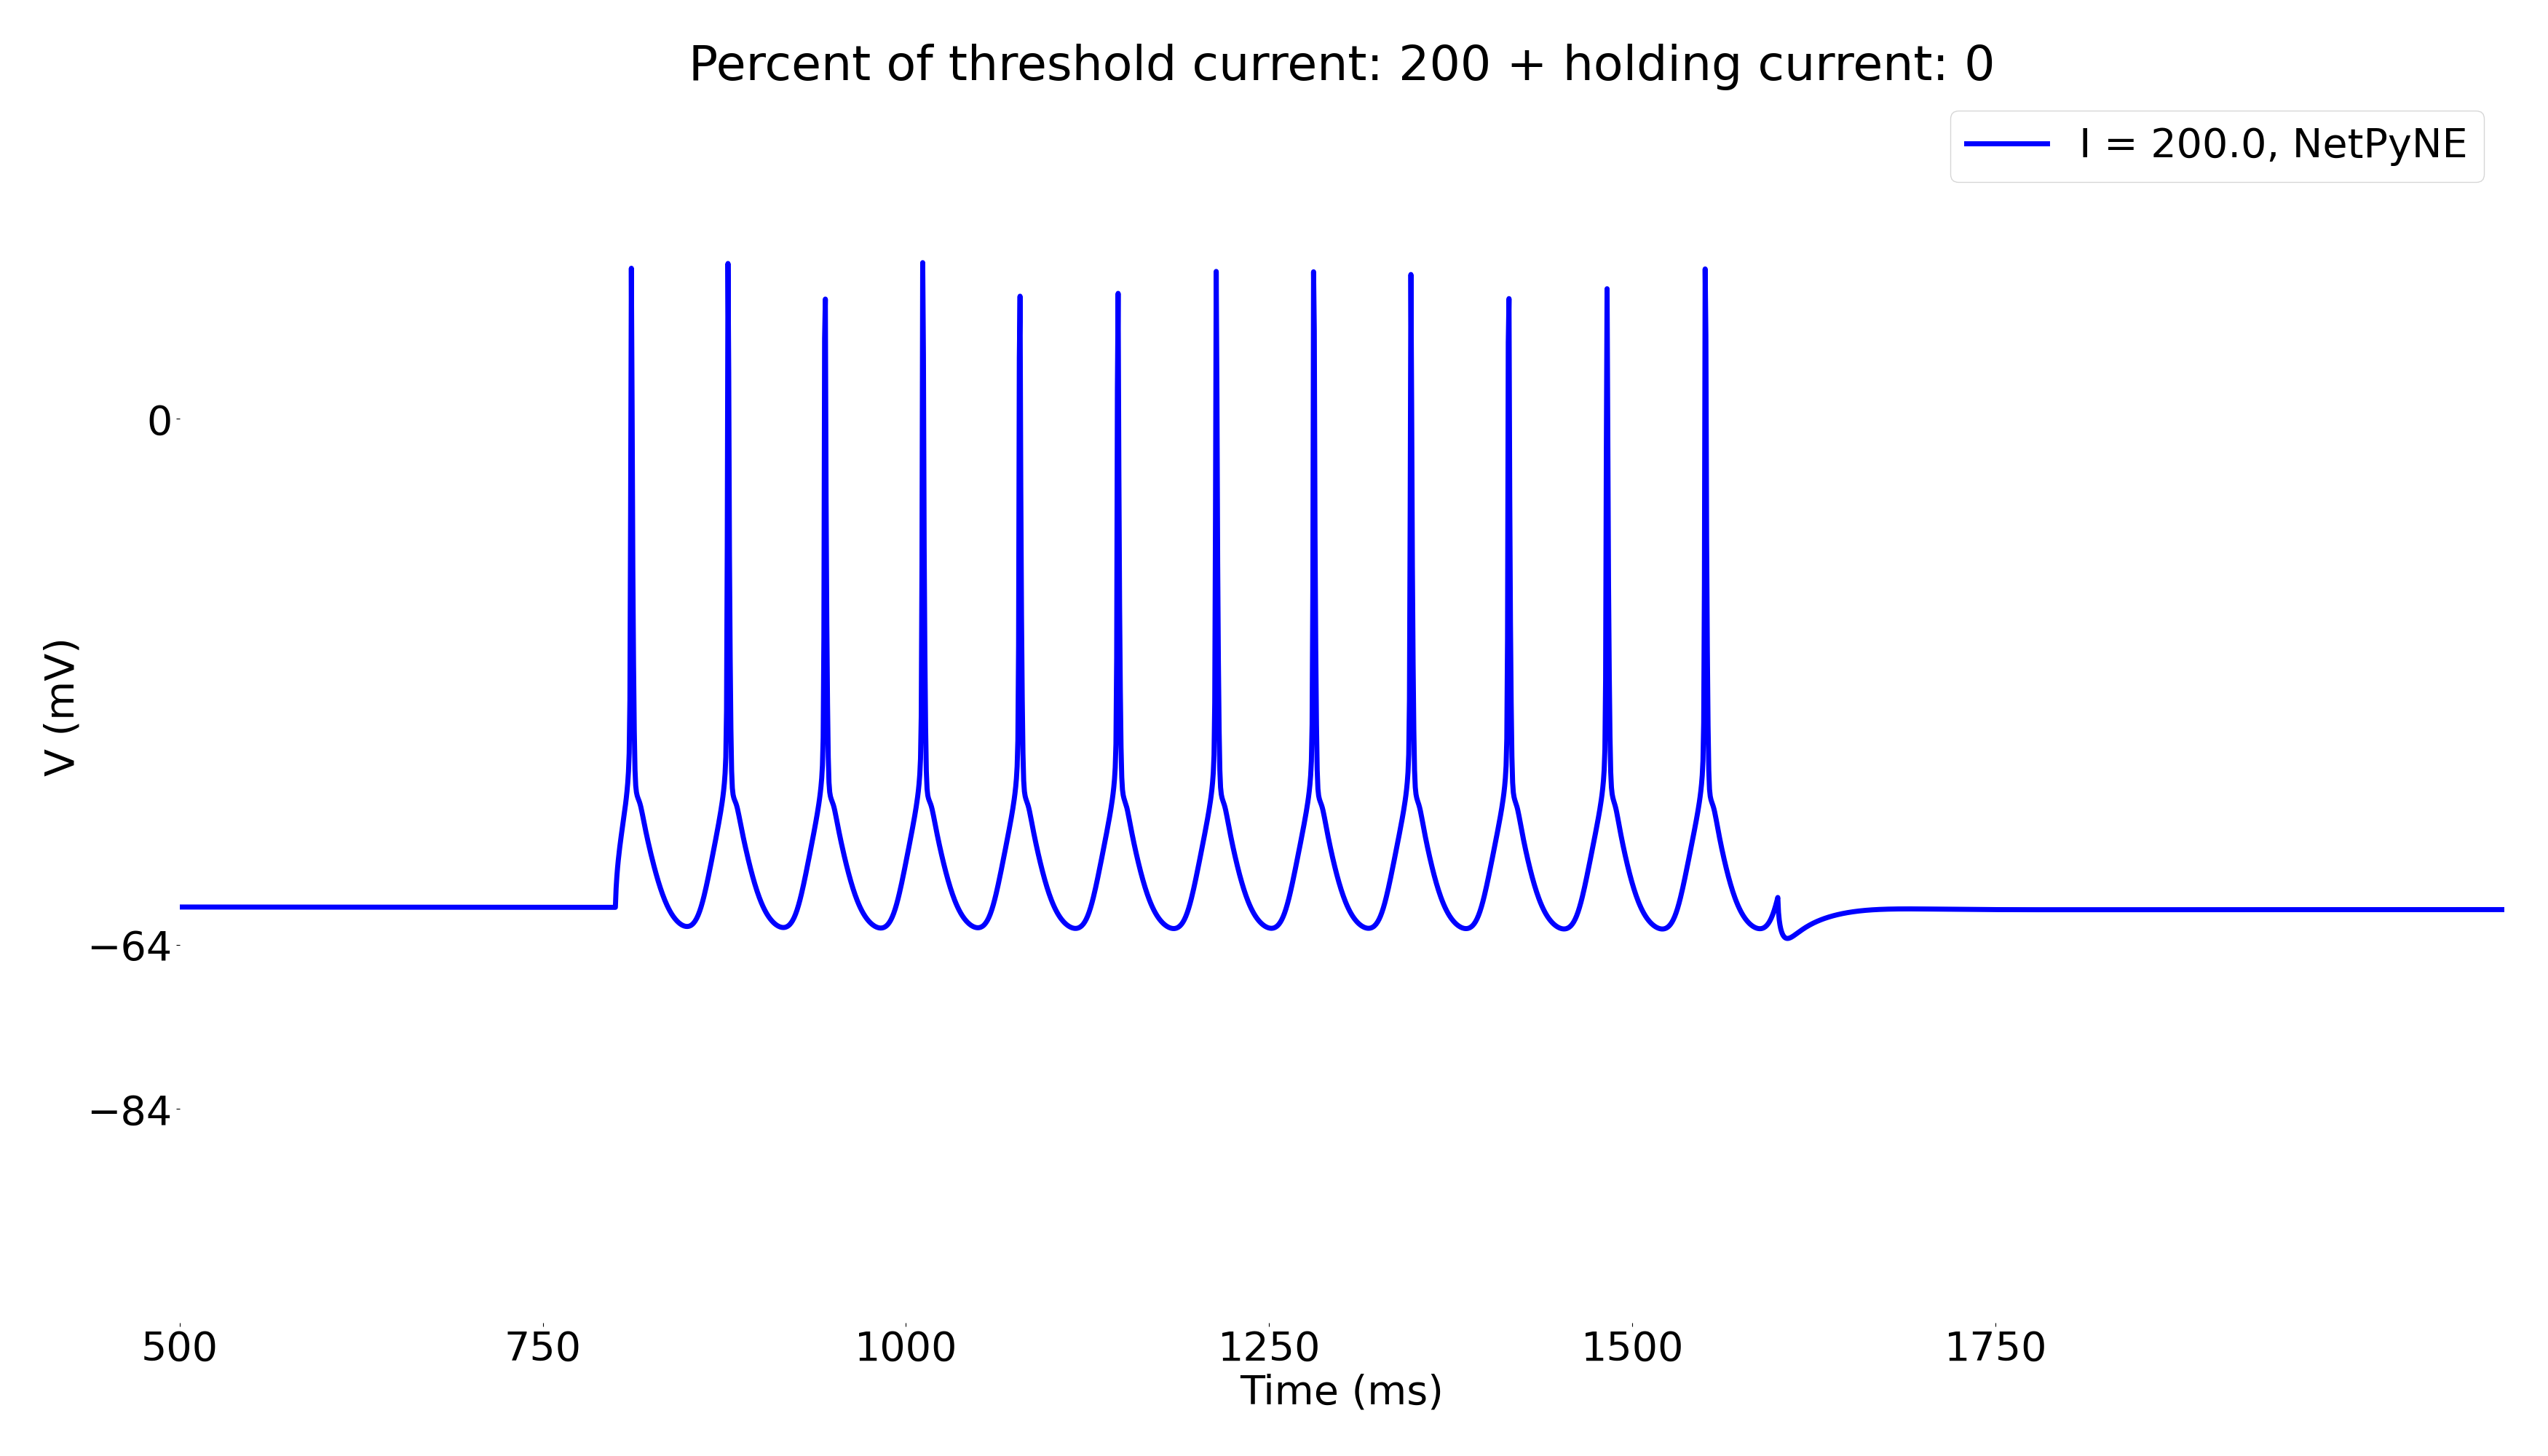 Percent of threshold current: 200 + holding current: 0
I = 200.0, NetPyNE
0
V (mV)
−64
−84
500 750 1000 1250 1500 1750
Time (ms)